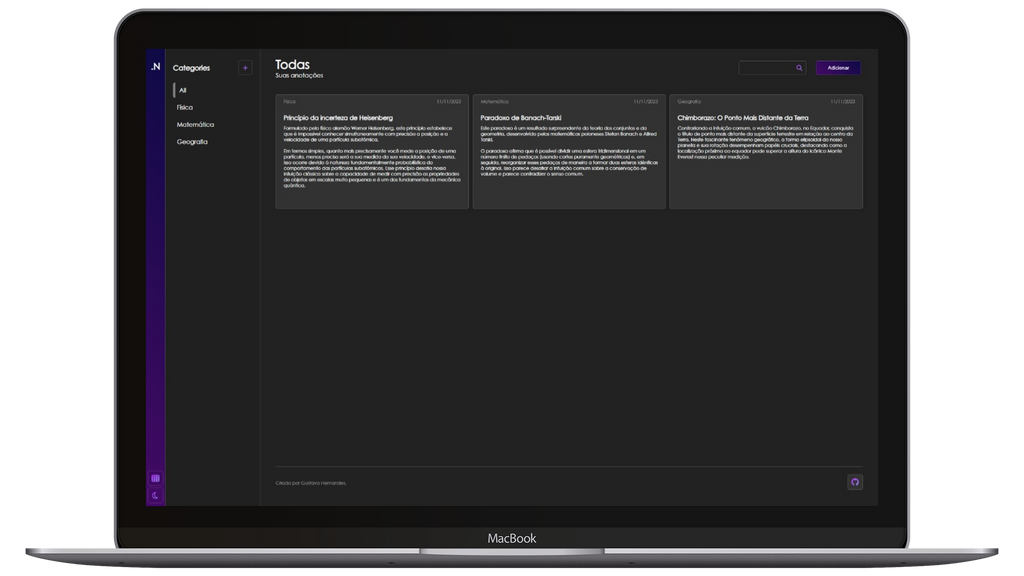 .N
Categories
+
All
Física
Matemática
Geografia
Todas
Suas anotações
Adicionar
Física 11/11/2023
Princípio da incerteza de Heisenberg
Formulado pelo físico alemão Werner Heisenberg, este princípio estabelece
que é impossível conhecer simultaneamente com precisão a posição e a
velocidade de uma partícula subatômica.
Em termos simples, quanto mais precisamente você mede a posição de uma
partícula, menos precisa será a sua medida da sua velocidade, e vice-versa.
Isso ocorre devido à natureza fundamentalmente probabilística do
comportamento das partículas subatômicas. Esse princípio desafia nossa
intuição clássica sobre a capacidade de medir com precisão as propriedades
de objetos em escalas muito pequenas e é um dos fundamentos da mecânica
quântica.
Matemática 11/11/2023
Paradoxo de Banach-Tarski
Este paradoxo é um resultado surpreendente da teoria dos conjuntos e da
geometria, desenvolvido pelos matemáticos poloneses Stefan Banach e Alfred
Tarski.
O paradoxo afirma que é possível dividir uma esfera tridimensional em um
número finito de pedaços (usando cortes puramente geométricos) e, em
seguida, reorganizar esses pedaços de maneira a formar duas esferas idênticas
à original. Isso parece desafiar a intuição comum sobre a conservação de
volume e parece contradizer o senso comum.
Geografia 11/11/2023
Chimborazo: O Ponto Mais Distante da Terra
Contrariando a intuição comum, o vulcão Chimborazo, no Equador, conquista
o título de ponto mais distante da superfície terrestre em relação ao centro da
Terra. Neste fascinante fenômeno geográfico, a forma elipsoidal do nosso
planeta e sua rotação desempenham papéis cruciais, destacando como a
localização próxima ao equador pode superar a altura do icônico Monte
Everest nessa peculiar medição.
Criado por Gustavo Hernandes.
MacBook